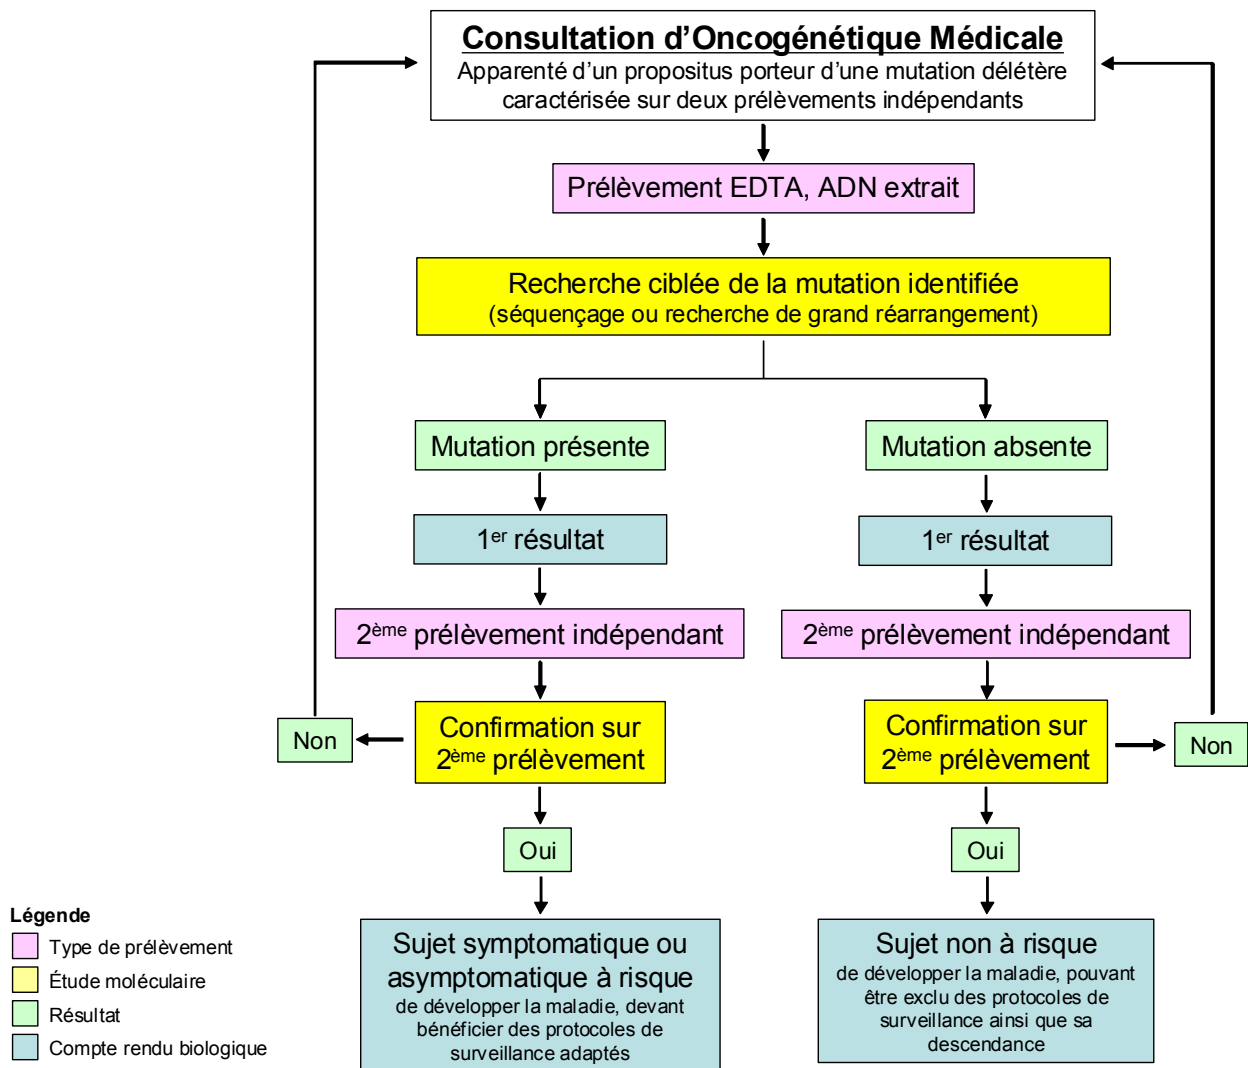 Consultation d'Oncogénétique Médicale
Apparenté d'un propositus porteur d'une mutation délétère
caractérisée sur deux prélèvements indépendants
Prélèvement EDTA, ADN extrait
Recherche ciblée de la mutation identifiée
(séquençage ou recherche de grand réarrangement)
Mutation présente
Mutation absente
1er résultat
1er résultat
2ème prélèvement indépendant
2ème prélèvement indépendant
Non
Confirmation sur
2ème prélèvement
Confirmation sur
2ème prélèvement
Non
Oui
Oui
Sujet symptomatique ou
asymptomatique à risque
de développer la maladie, devant
bénéficier des protocoles de
surveillance adaptés
Sujet non à risque
de développer la maladie, pouvant
être exclu des protocoles de
surveillance ainsi que sa
descendance
Légende
Type de prélèvement
Étude moléculaire
Résultat
Compte rendu biologique